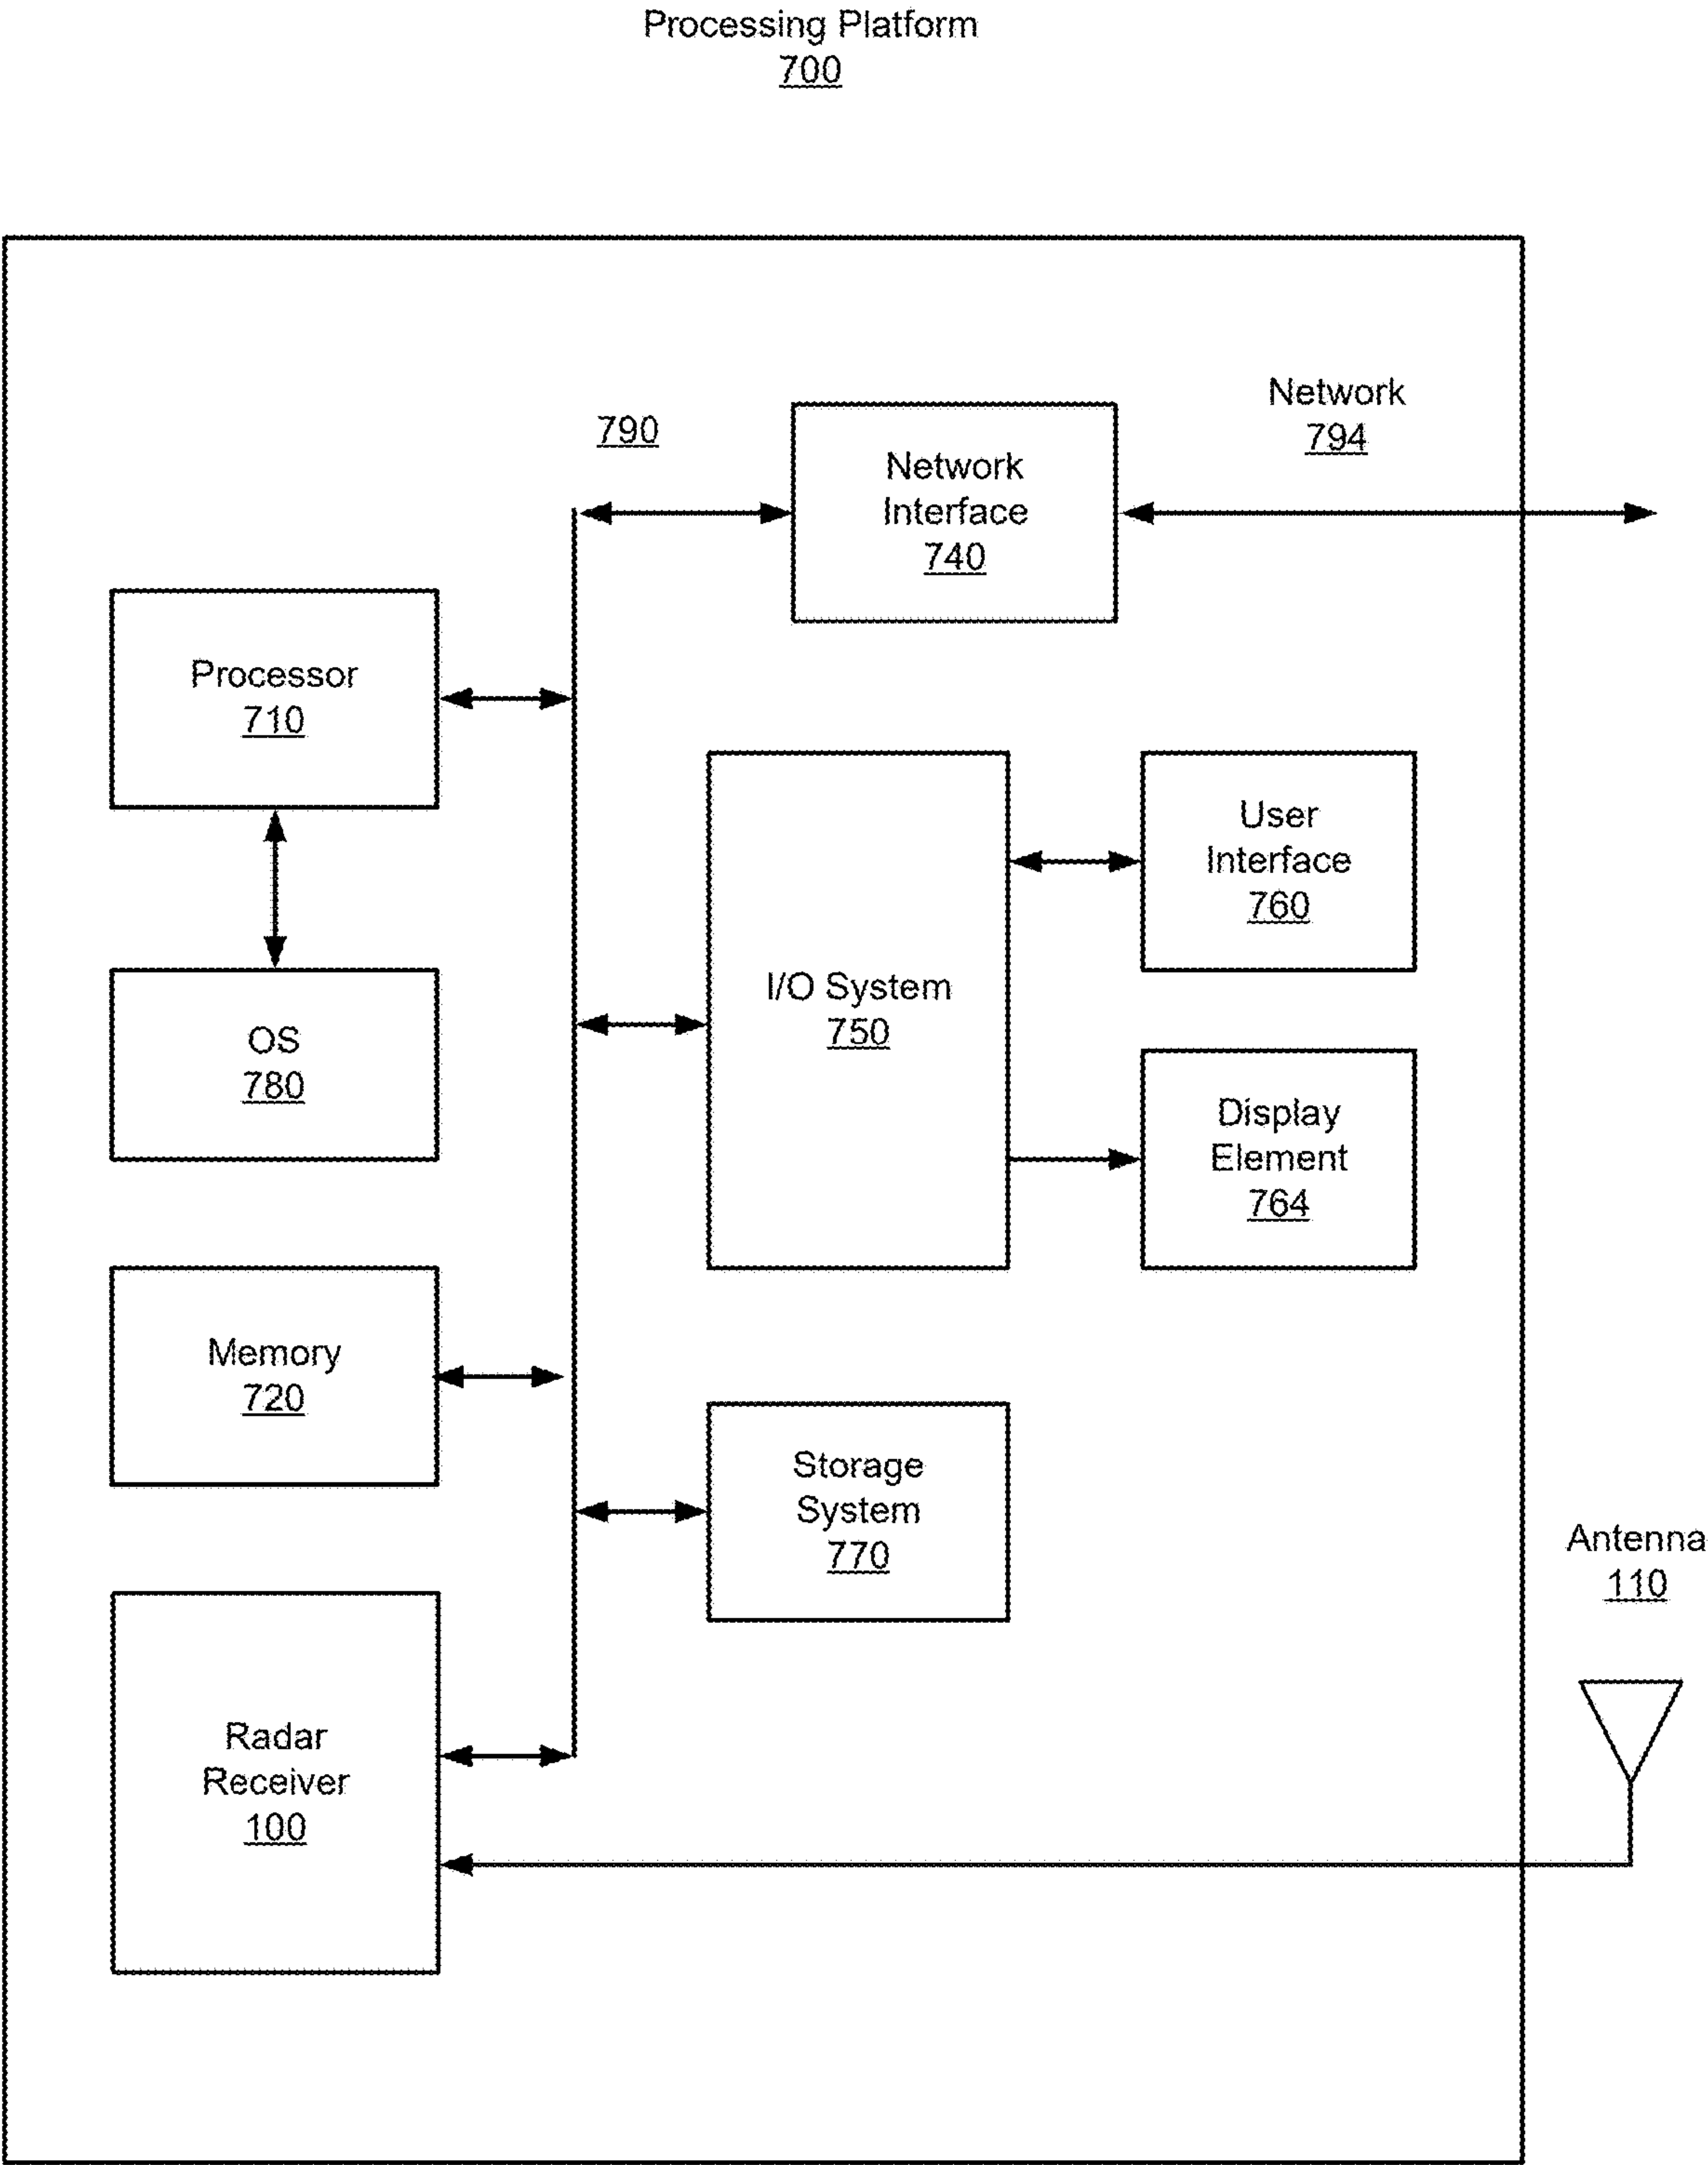 Processing Platform
700
Network
794
790
Network
Interface
740
Processor
710
User
Interface
760
I/O System
750
OS
780
Display
Element
764
Memory
720
Storage
System
770
Antenna
110
Radar
Receiver
100